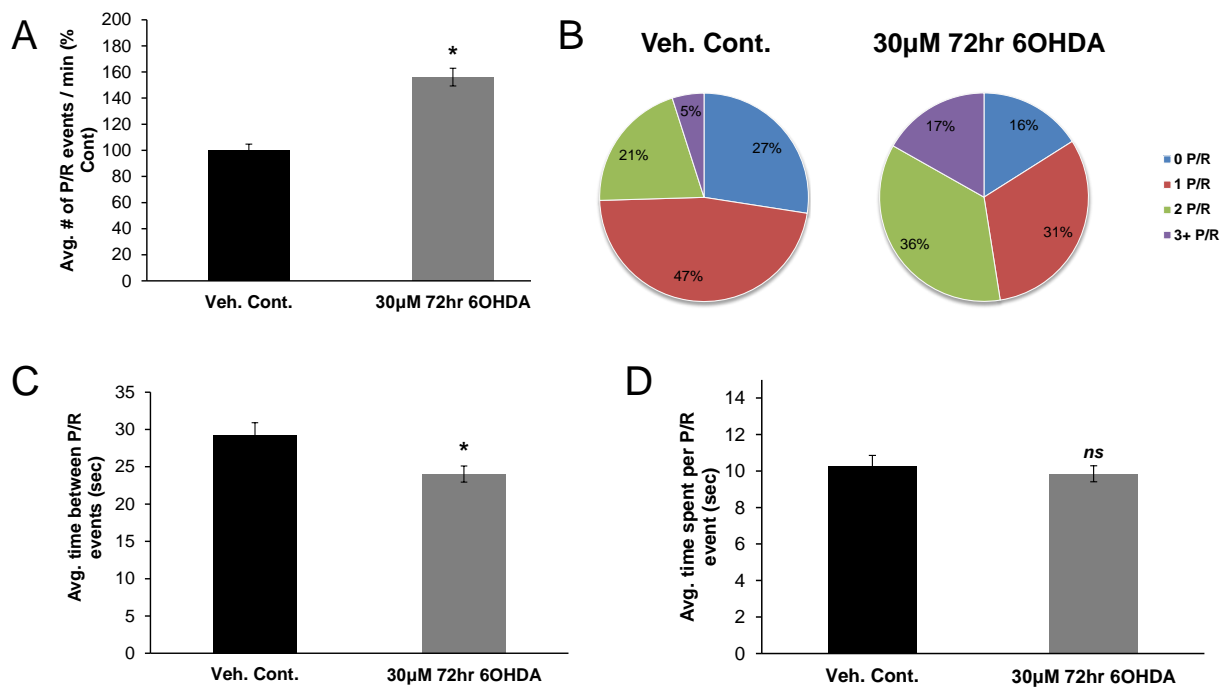 A
Avg. # of P/R events / min (%
Cont)
200
180
160
140
120
100
80
60
40
20
0
*
Veh. Cont.
30µM 72hr 6OHDA
B
Veh. Cont.
30µM 72hr 6OHDA
5%
27%
21%
47%
17%
16%
36%
31%
0 P/R
1 P/R
2 P/R
3+ P/R
C
Avg. time between P/R
events (sec)
35
30
25
20
15
10
5
0
*
Veh. Cont.
30µM 72hr 6OHDA
D
Avg. time spent per P/R
event (sec)
14
12
10
8
6
4
2
0
ns
Veh. Cont.
30µM 72hr 6OHDA